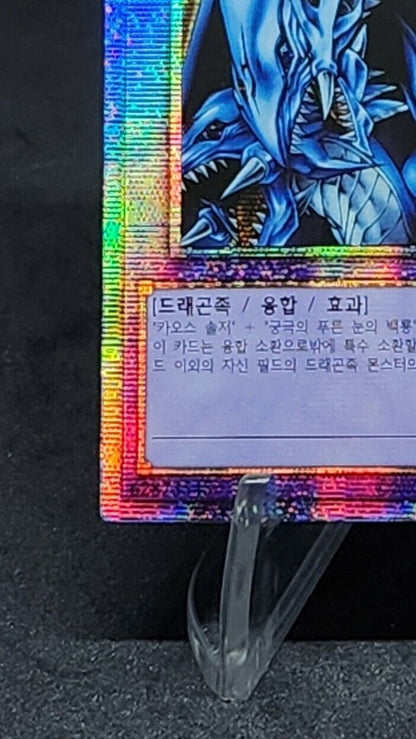 [드래곤족 / 융합 / 효과]
"카오스 솔저" + "궁극의 푸른 눈의 백룡"
이 카드는 융합 소환으로밖에 특수 소환할
드 이외의 자신 필드의 드래곤족 몬스터의